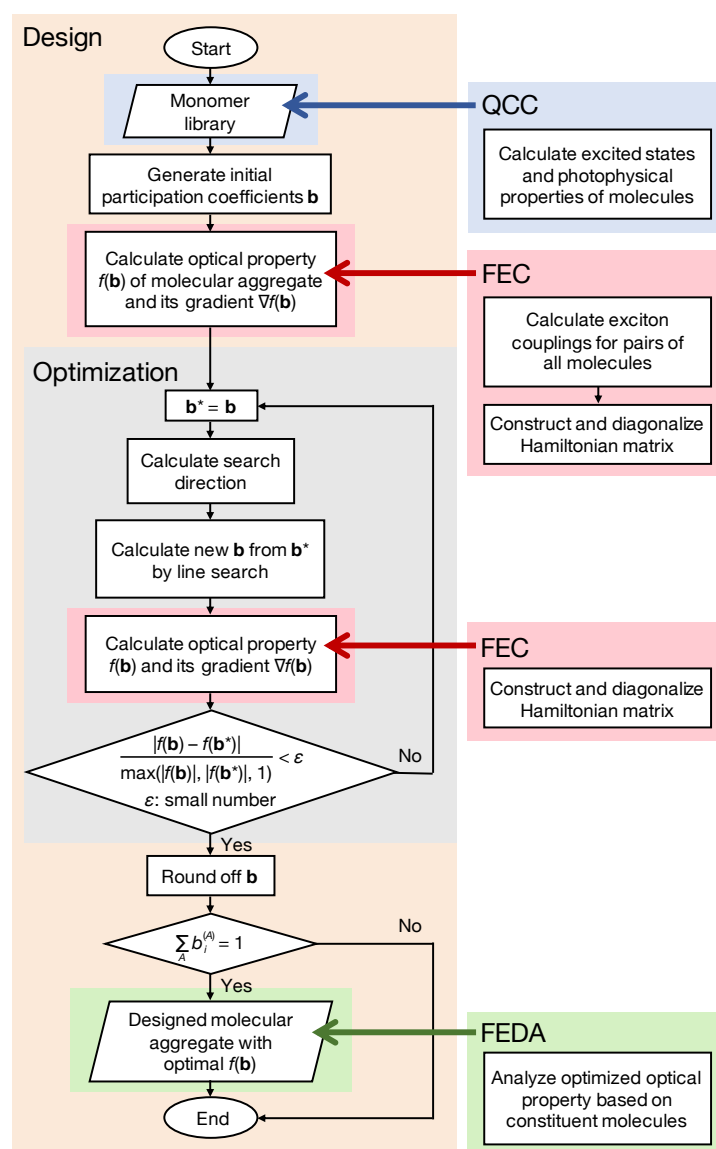 Design
Start
Monomer
library
QCC
Calculate excited states
and photophysical
properties of molecules
Generate initial
participation coefficients b
Calculate optical property
f(b) of molecular aggregate
and its gradient ∇f(b)
FEC
Calculate exciton
couplings for pairs of
all molecules
Construct and diagonalize
Hamiltonian matrix
Optimization
b* = b
Calculate search
direction
Calculate new b from b*
by line search
Calculate optical property
f(b) and its gradient ∇f(b)
FEC
Construct and diagonalize
Hamiltonian matrix
|f(b) – f(b*)|
max(|f(b)|, |f(b*)|, 1)
< ε
ε: small number
No
Yes
Round off b
∑_A b_i^(A) = 1
No
Yes
Designed molecular
aggregate with
optimal f(b)
FEDA
Analyze optimized optical
property based on
constituent molecules
End